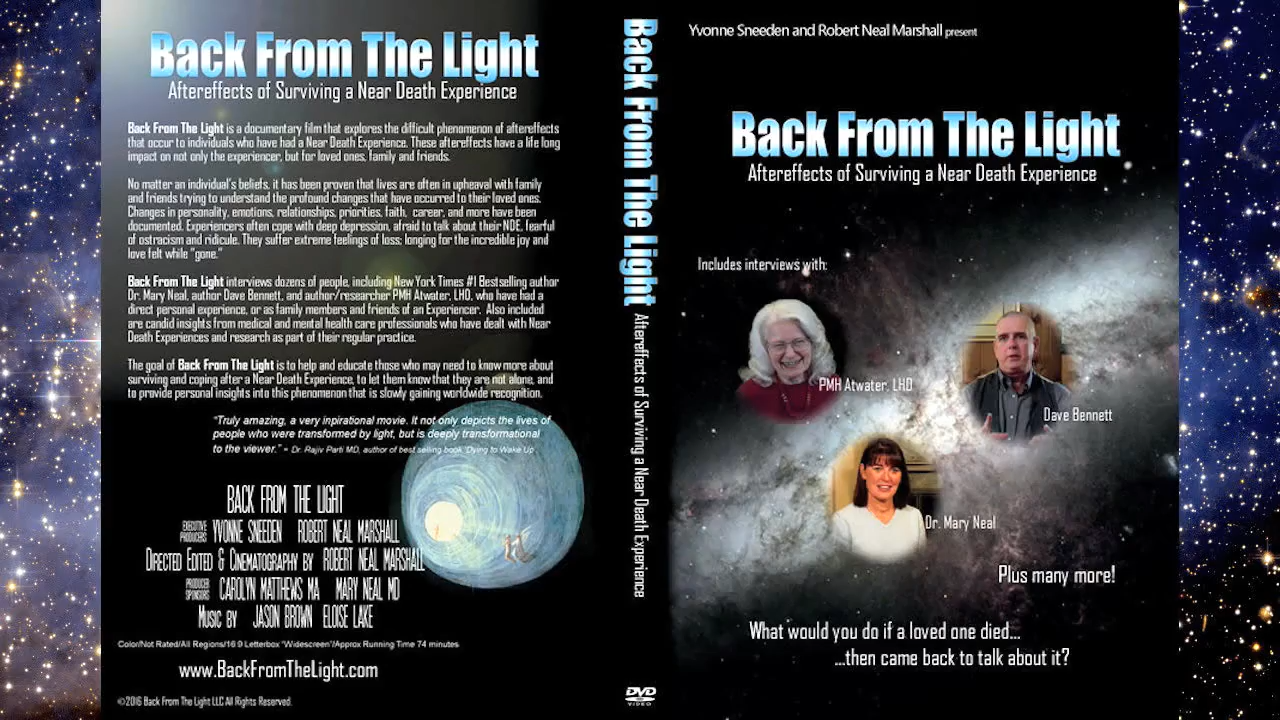 Back From The Light
Aftereffects of Surviving a Near Death Experience
Back From The Light is a documentary film that explores the difficult phenomenon of aftereffects
that occur to individuals who have had a Near Death Experience. These aftereffects have a life long
impact on not only the experiencer, but for loved ones, family and friends.
No matter an individual's beliefs, it has been proven that lives are often in upheaval with family
and friends trying to understand the profound changes that have occurred to their loved ones.
Changes in personality, emotions, relationships, priorities, faith, career, and more have been
documented. Experiencers often cope with deep depression, afraid to talk about their NDE, fearful
of ostracism and ridicule. They suffer extreme feelings of loss; longing for the incredible joy and
love felt while "gone."
Back From The Light interviews dozens of people, including New York Times #1 Bestselling author
Dr. Mary Neal, author Dave Bennett, and author/researcher PMH Atwater, LHD, who have had a
direct personal experience, or as family members and friends of an Experiencer. Also included
are candid insights from medical and mental health care professionals who have dealt with Near
Death Experiences and research as part of their regular practice.
The goal of Back From The Light is to help and educate those who may need to know more about
surviving and coping after a Near Death Experience, to let them know that they are not alone, and
to provide personal insights into this phenomenon that is slowly gaining worldwide recognition.
"Truly amazing, a very inpirational movie. It not only depicts the lives of
people who were transformed by light, but is deeply transformational
to the viewer." - Dr. Rajiv Parti MD, author of best selling book 'Dying to Wake Up
BACK FROM THE LIGHT
EXECUTIVE PRODUCERS YVONNE SNEEDEN ROBERT NEAL MARSHALL
DIRECTED EDITED & CINEMATOGRAPHY BY ROBERT NEAL MARSHALL
PRODUCER SPONSORS CAROLYN MATTHEWS MA MARY NEAL MD
MUSIC BY JASON BROWN ELOISE LAKE
Color/Not Rated/All Regions/16:9 Letterbox "Widescreen"/Approx Running Time 74 minutes
www.BackFromTheLight.com
©2016 Back From The Light LLC All Rights Reserved.
Back From The Light Aftereffects of Surviving a Near Death Experience
DVD
VIDEO
Yvonne Sneeden and Robert Neal Marshall present
Back From The Light
Aftereffects of Surviving a Near Death Experience
Includes interviews with:
PMH Atwater, LHD
Dave Bennett
Dr. Mary Neal
Plus many more!
What would you do if a loved one died...
...then came back to talk about it?